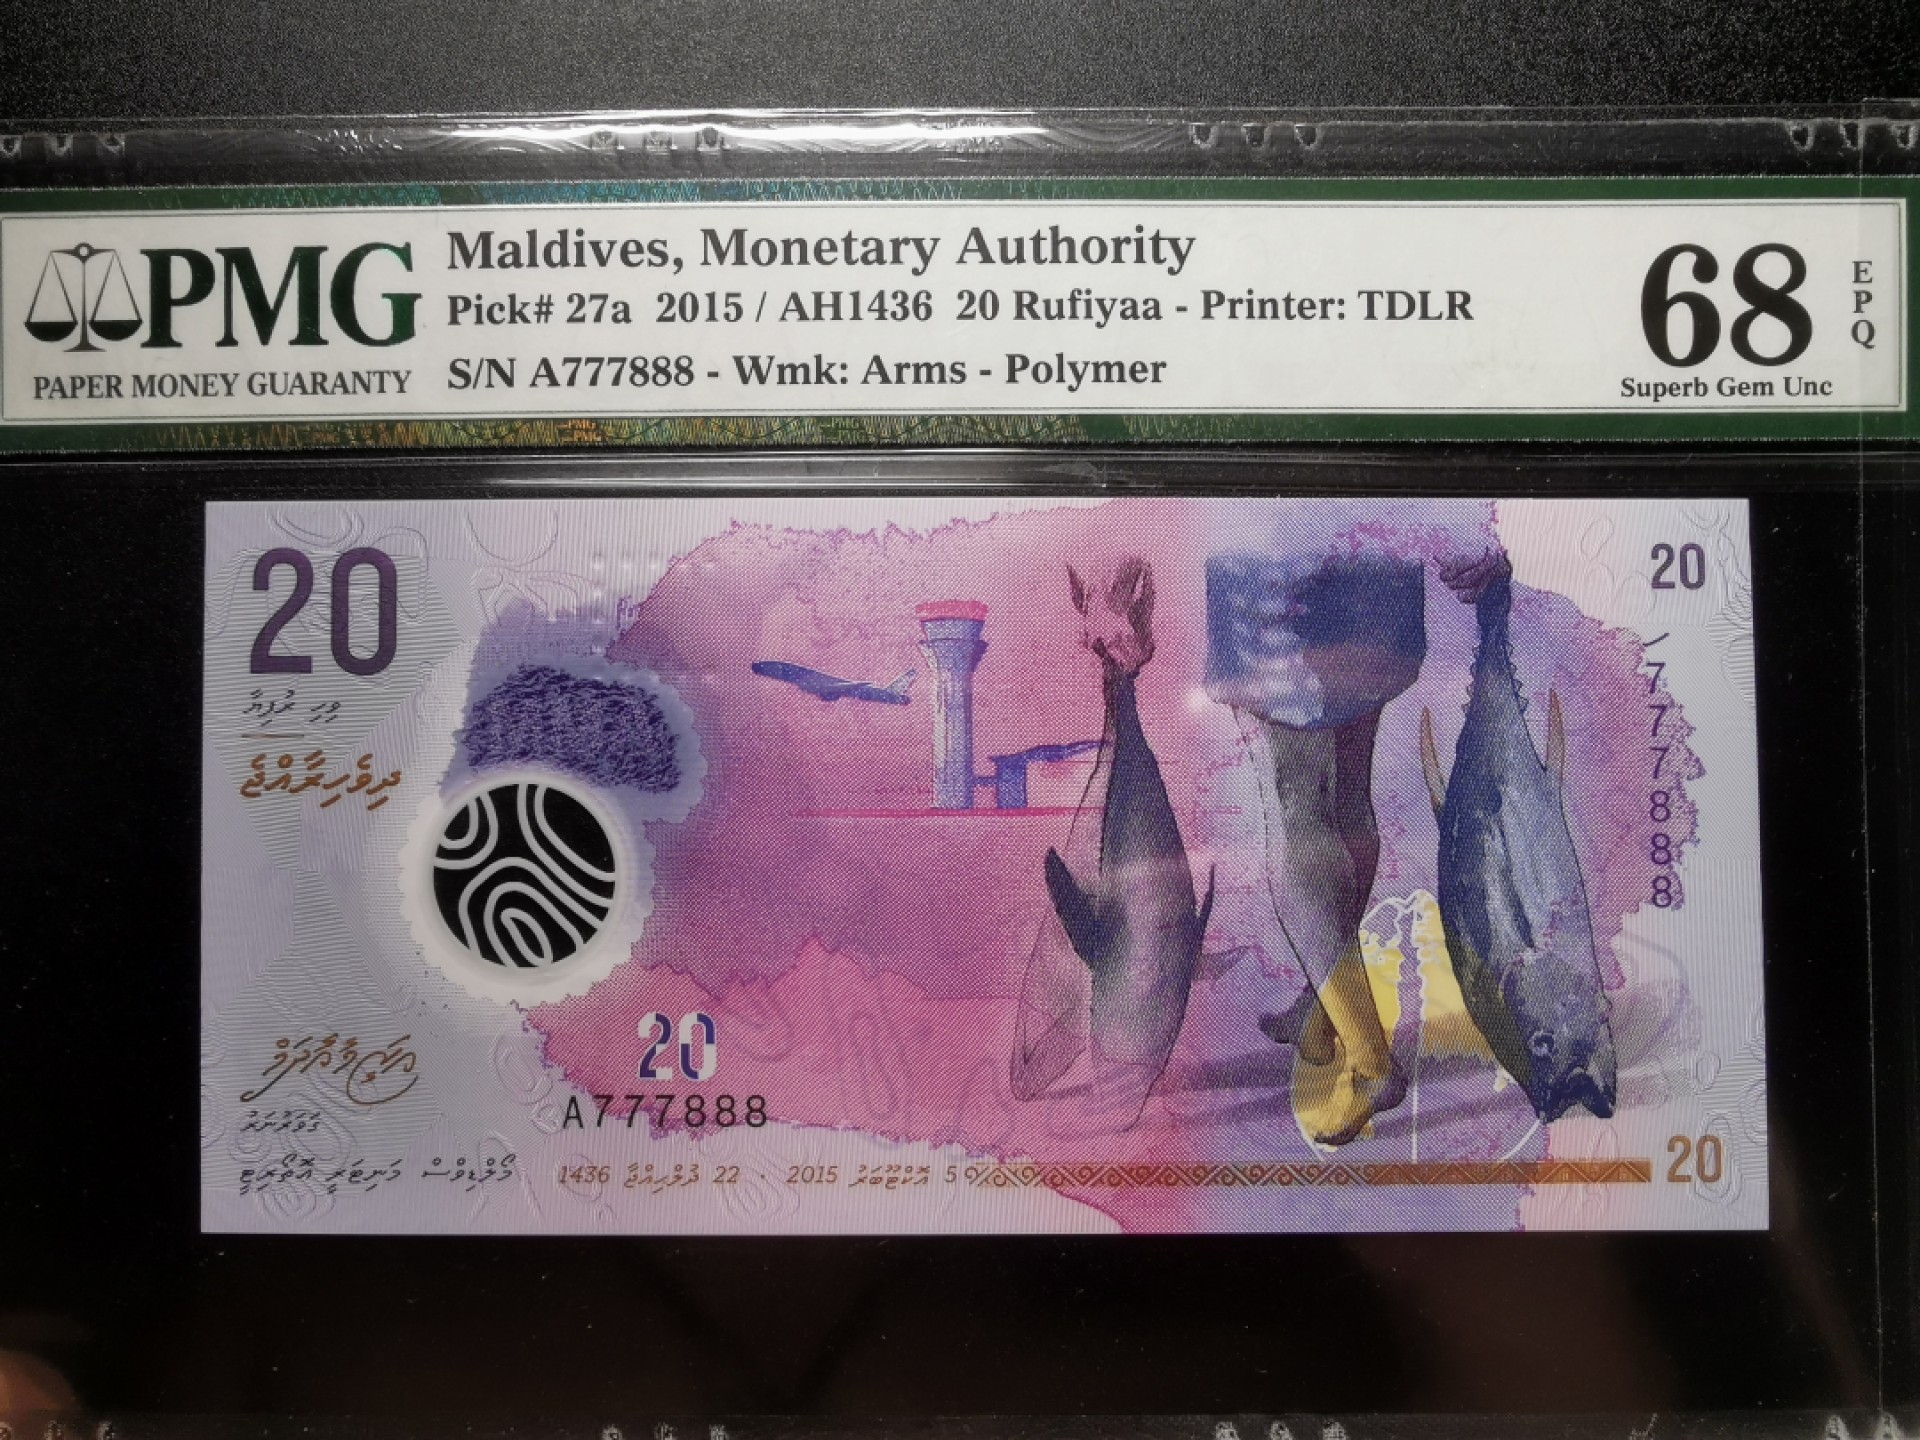 PMG
PAPER MONEY GUARANTY
Maldives, Monetary Authority
Pick# 27a 2015 / AH1436 20 Rufiyaa - Printer: TDLR
S/N A777888 - Wmk: Arms - Polymer
68
EPQ
Superb Gem Unc
20
20
ވިހި ރުފިޔާ
ދިވެހިރާއްޖެ
777888
20
A777888
ގަވަރުނަރު
މޯލްޑިވްސް މަނިޓަރީ އޮތޯރިޓީ
5 އޮކްޓޫބަރު 2015 · 22 ޛުލްޙިއްޖާ 1436
20